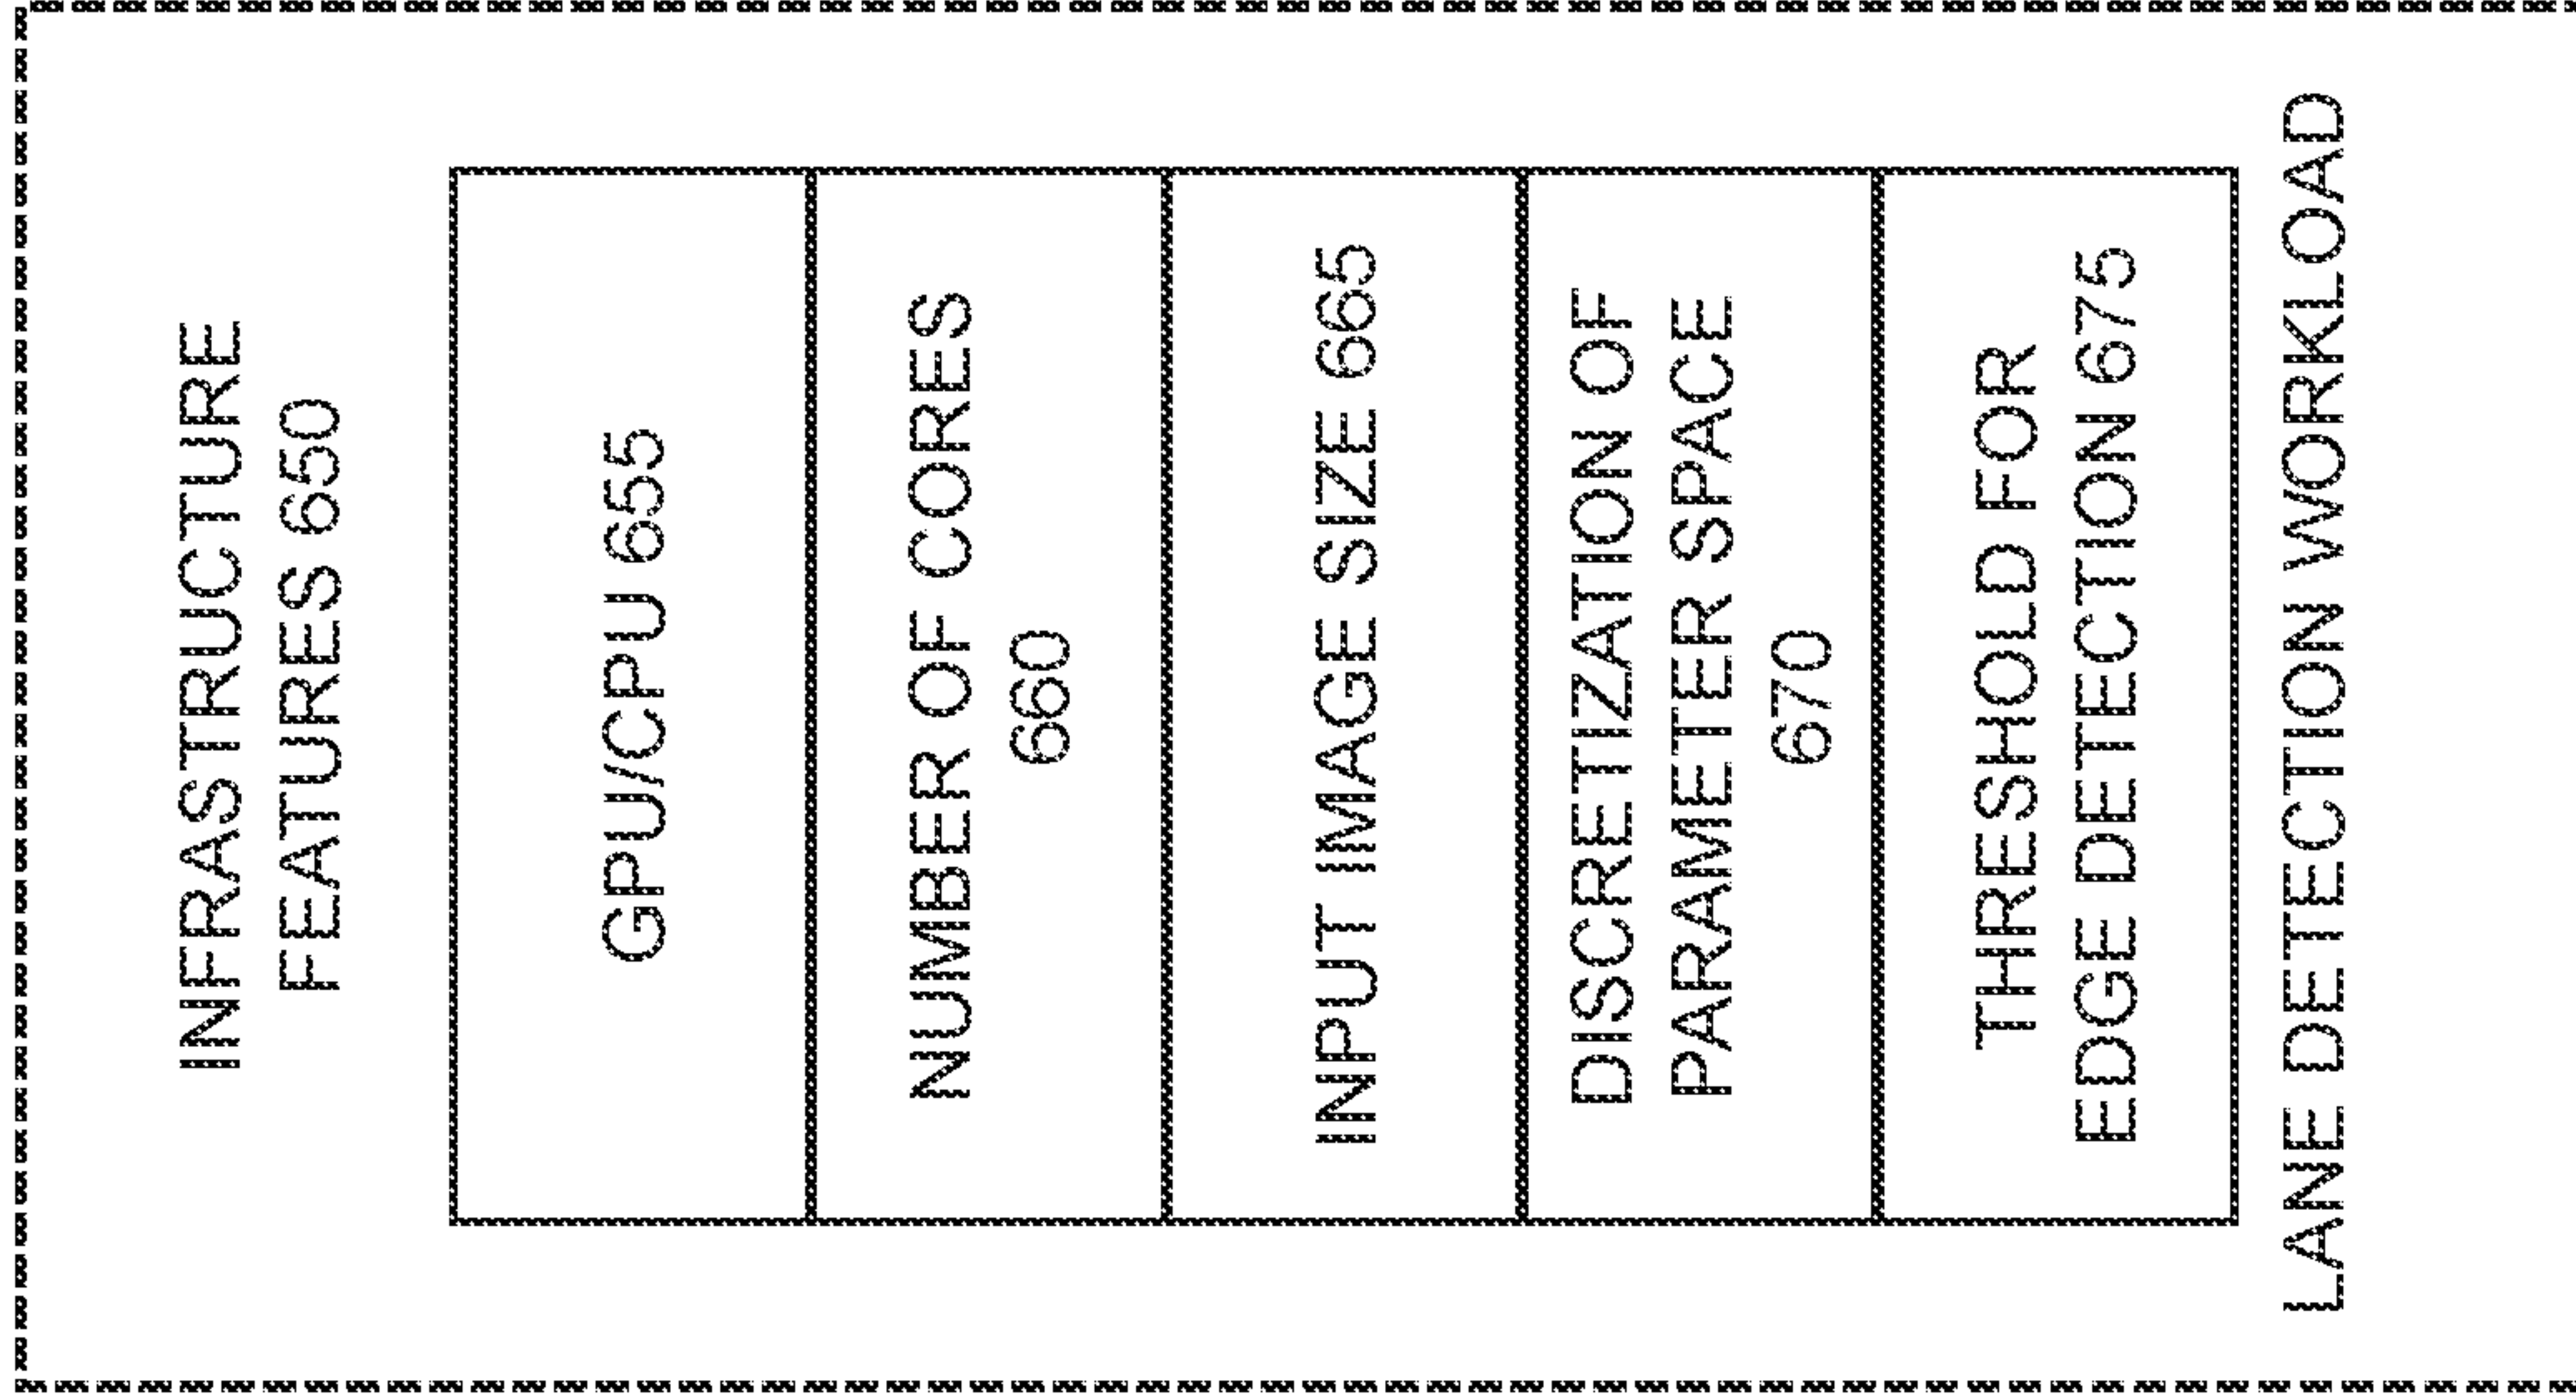 INFRASTRUCTURE
FEATURES 650
GPU/CPU 655
NUMBER OF CORES
660
INPUT IMAGE SIZE 665
DISCRETIZATION OF
PARAMETER SPACE
670
THRESHOLD FOR
EDGE DETECTION 675
LANE DETECTION WORKLOAD